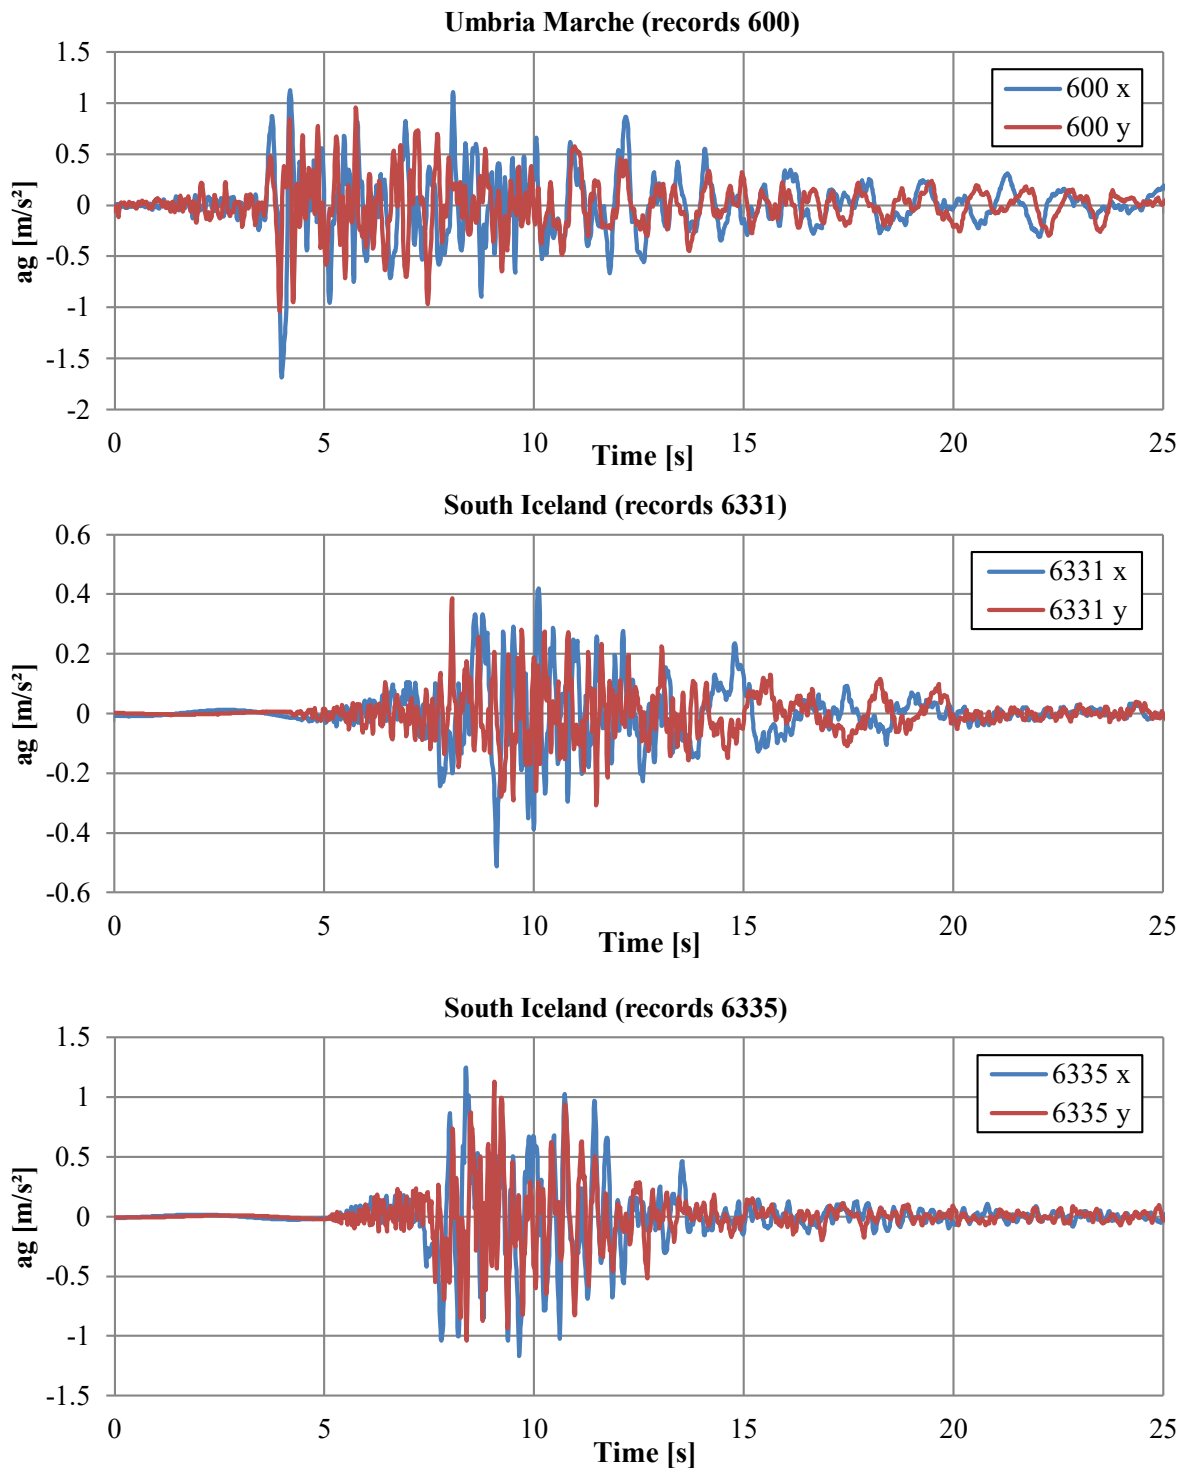 Umbria Marche (records 600)
1.5
1
0.5
0
-0.5
-1
-1.5
-2
ag [m/s²]
600 x
600 y
0 5 10 15 20 25
Time [s]
South Iceland (records 6331)
0.6
0.4
0.2
0
-0.2
-0.4
-0.6
ag [m/s²]
6331 x
6331 y
0 5 10 15 20 25
Time [s]
South Iceland (records 6335)
1.5
1
0.5
0
-0.5
-1
-1.5
ag [m/s²]
6335 x
6335 y
0 5 10 15 20 25
Time [s]